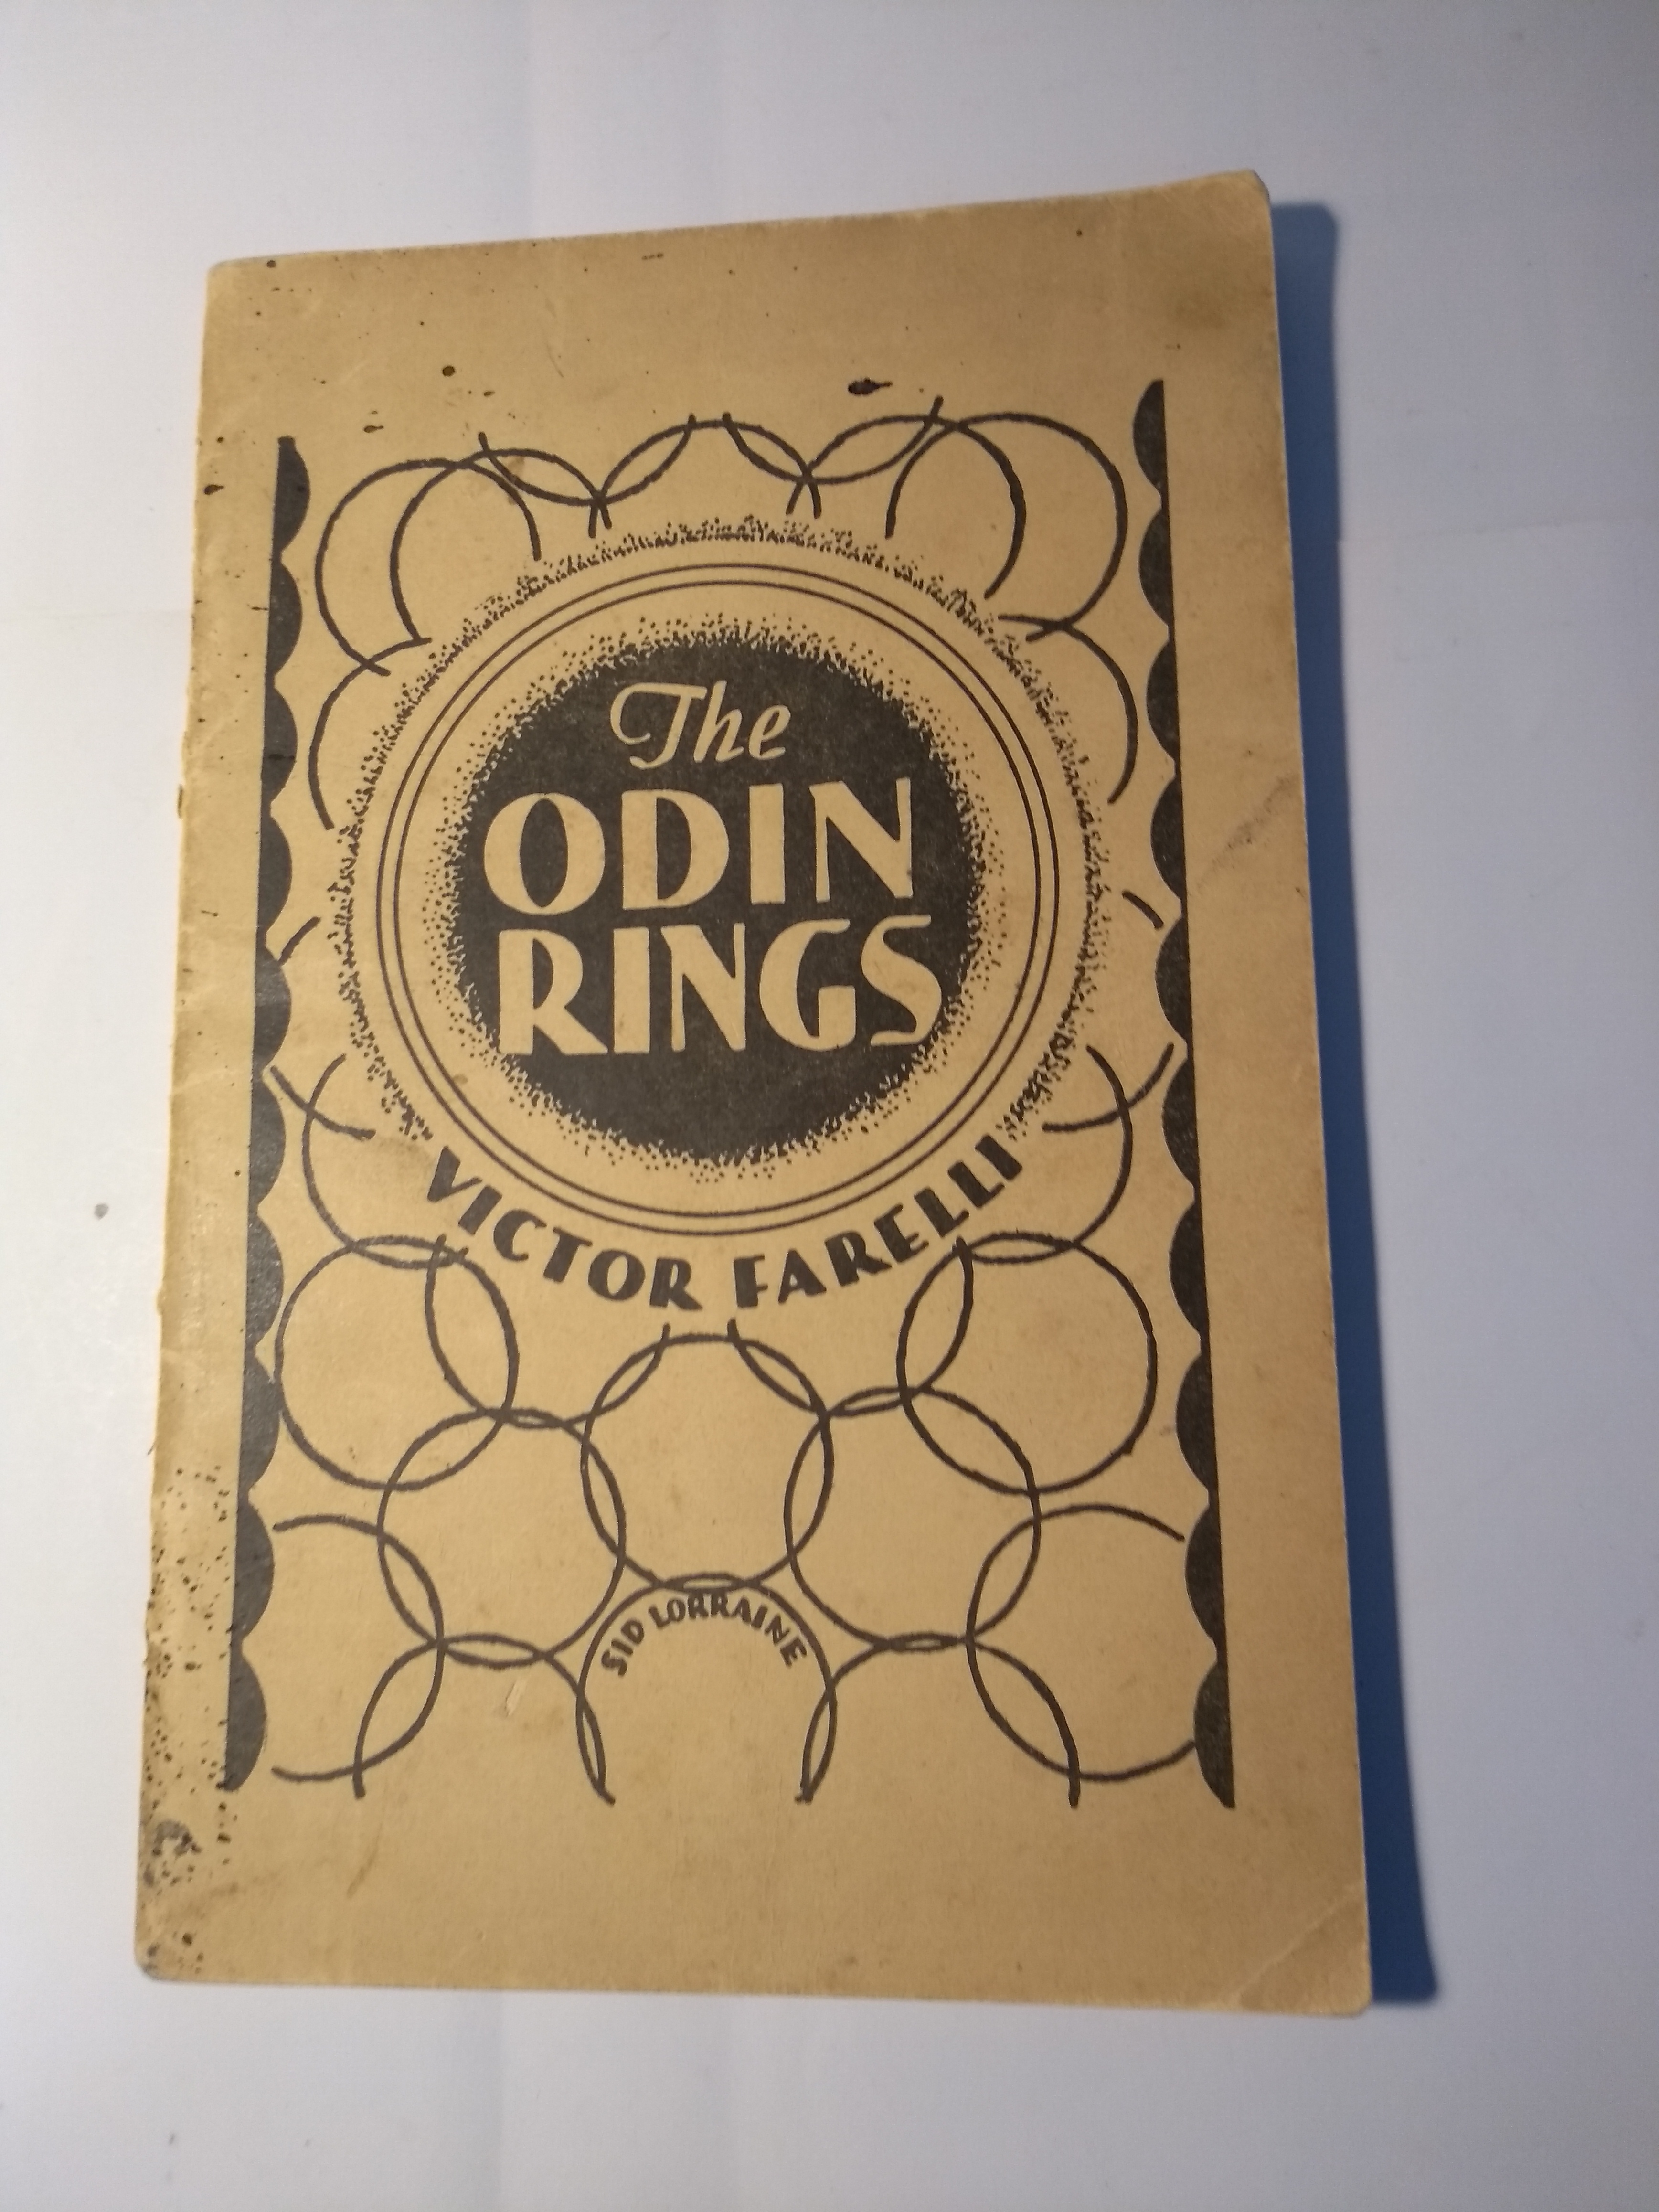 The
ODIN
RINGS
VICTOR FARELLI
SID LORRAINE